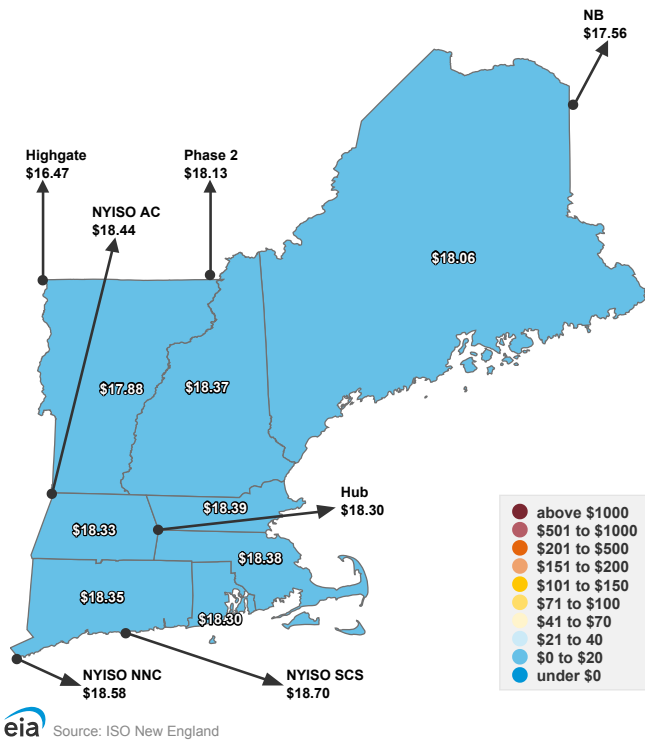 NB
$17.56
Highgate
$16.47
Phase 2
$18.13
NYISO AC
$18.44
$18.06
$17.88
$18.37
Hub
$18.30
$18.39
$18.33
$18.38
$18.35
$18.30
NYISO NNC
$18.58
NYISO SCS
$18.70
above $1000
$501 to $1000
$201 to $500
$151 to $200
$101 to $150
$71 to $100
$41 to $70
$21 to 40
$0 to $20
under $0
eia Source: ISO New England